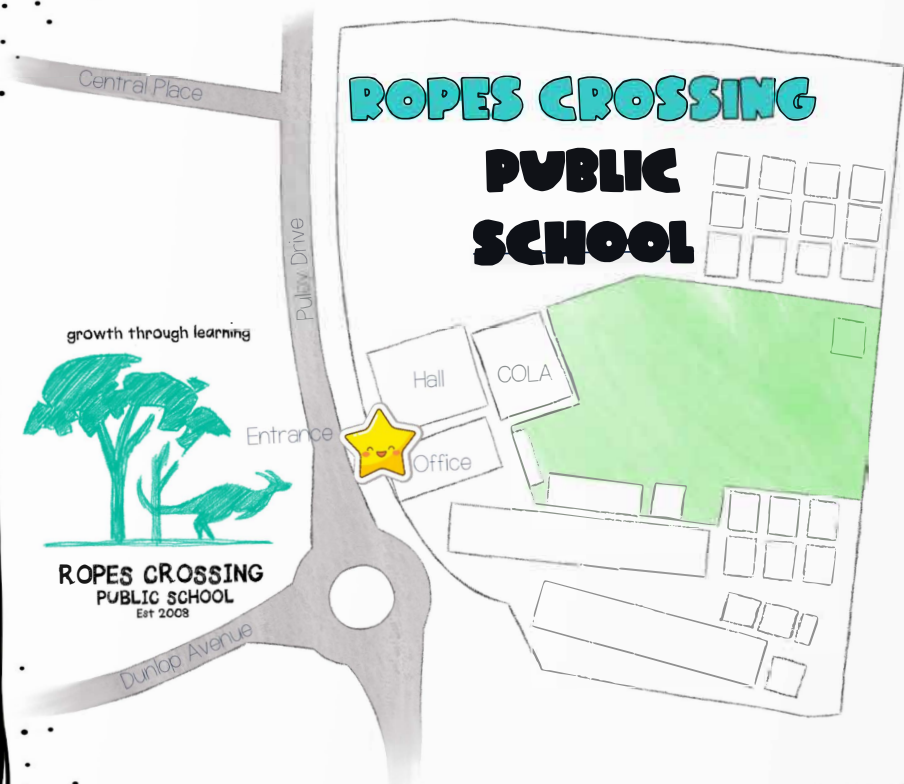 Central Place
ROPES CROSSING
PUBLIC
SCHOOL
Pulby Drive
growth through learning
Hall
COLA
Entrance
Office
ROPES CROSSING
PUBLIC SCHOOL
Est 2008
Dunlop Avenue